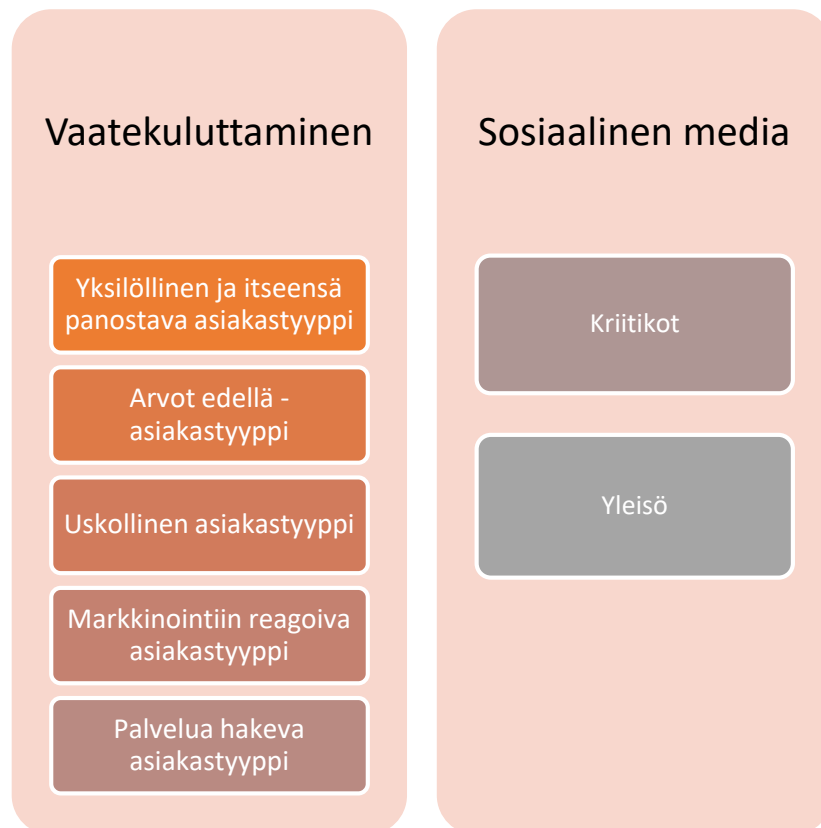 Vaatekuluttaminen
Yksilöllinen ja itseensä
panostava asiakastyyppi
Arvot edellä -
asiakastyyppi
Uskollinen asiakastyyppi
Markkinointiin reagoiva
asiakastyyppi
Palvelua hakeva
asiakastyyppi
Sosiaalinen media
Kriitikot
Yleisö